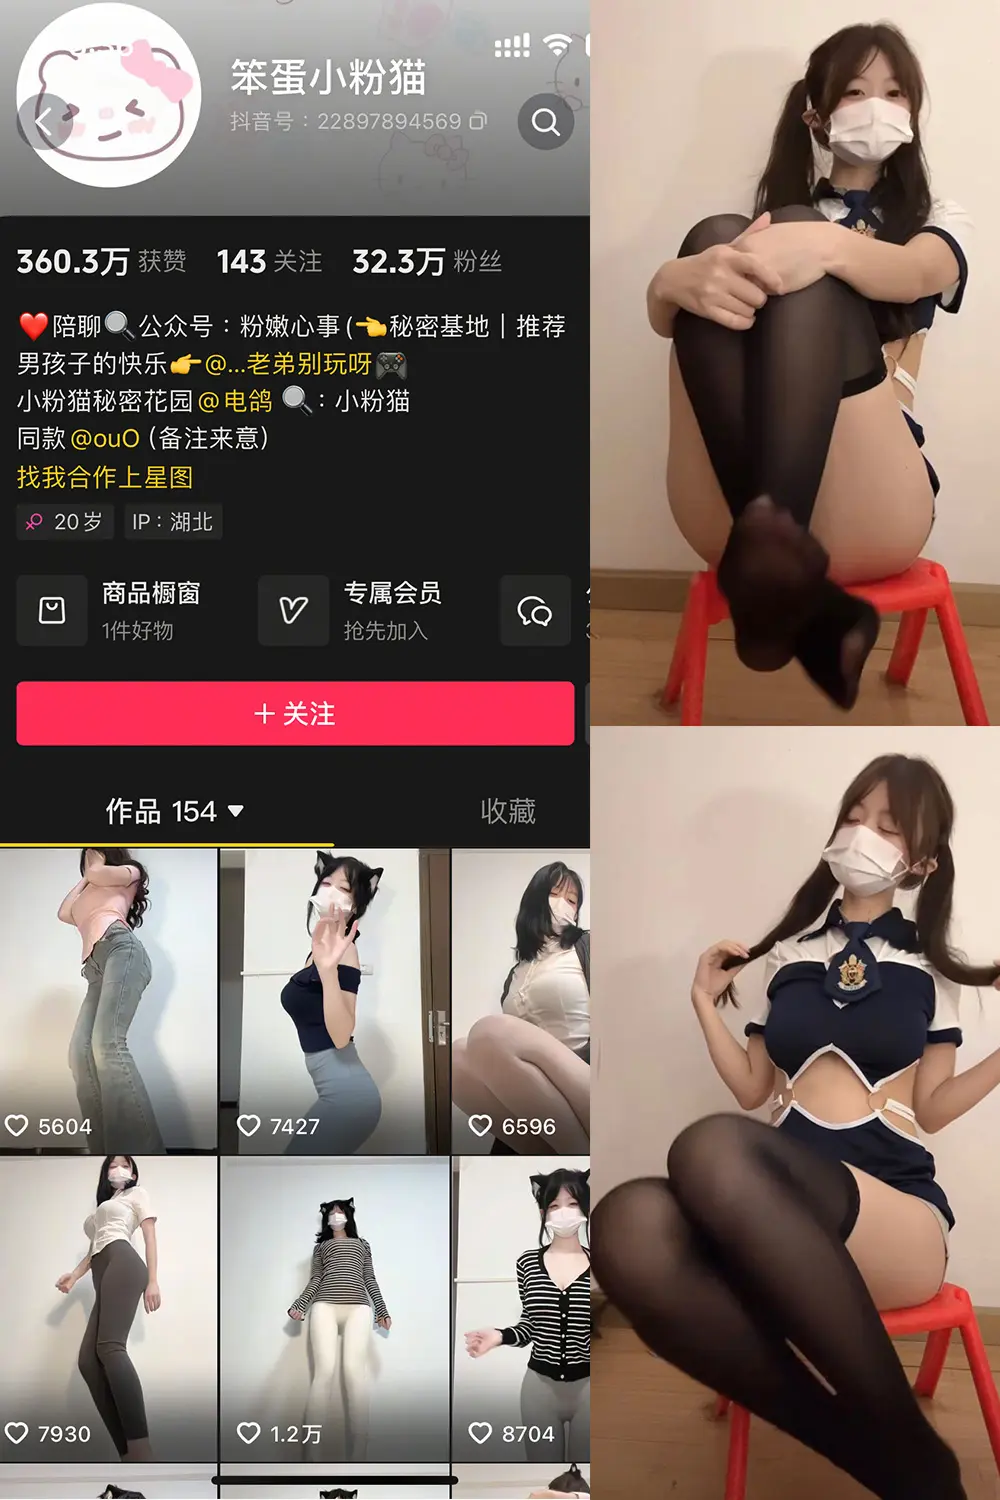 笨蛋小粉猫
抖音号：22897894569
360.3万 获赞 143 关注 32.3万 粉丝
❤️陪聊🔍公众号：粉嫩心事(👈秘密基地｜推荐
男孩子的快乐👉@...老弟别玩呀🎮
小粉猫秘密花园@电鸽 🔍：小粉猫
同款@ouO (备注来意)
找我合作上星图
♀ 20岁 IP：湖北
商品橱窗 专属会员
1件好物 抢先加入
+ 关注
作品 154 收藏
5604 7427 6596
7930 1.2万 8704